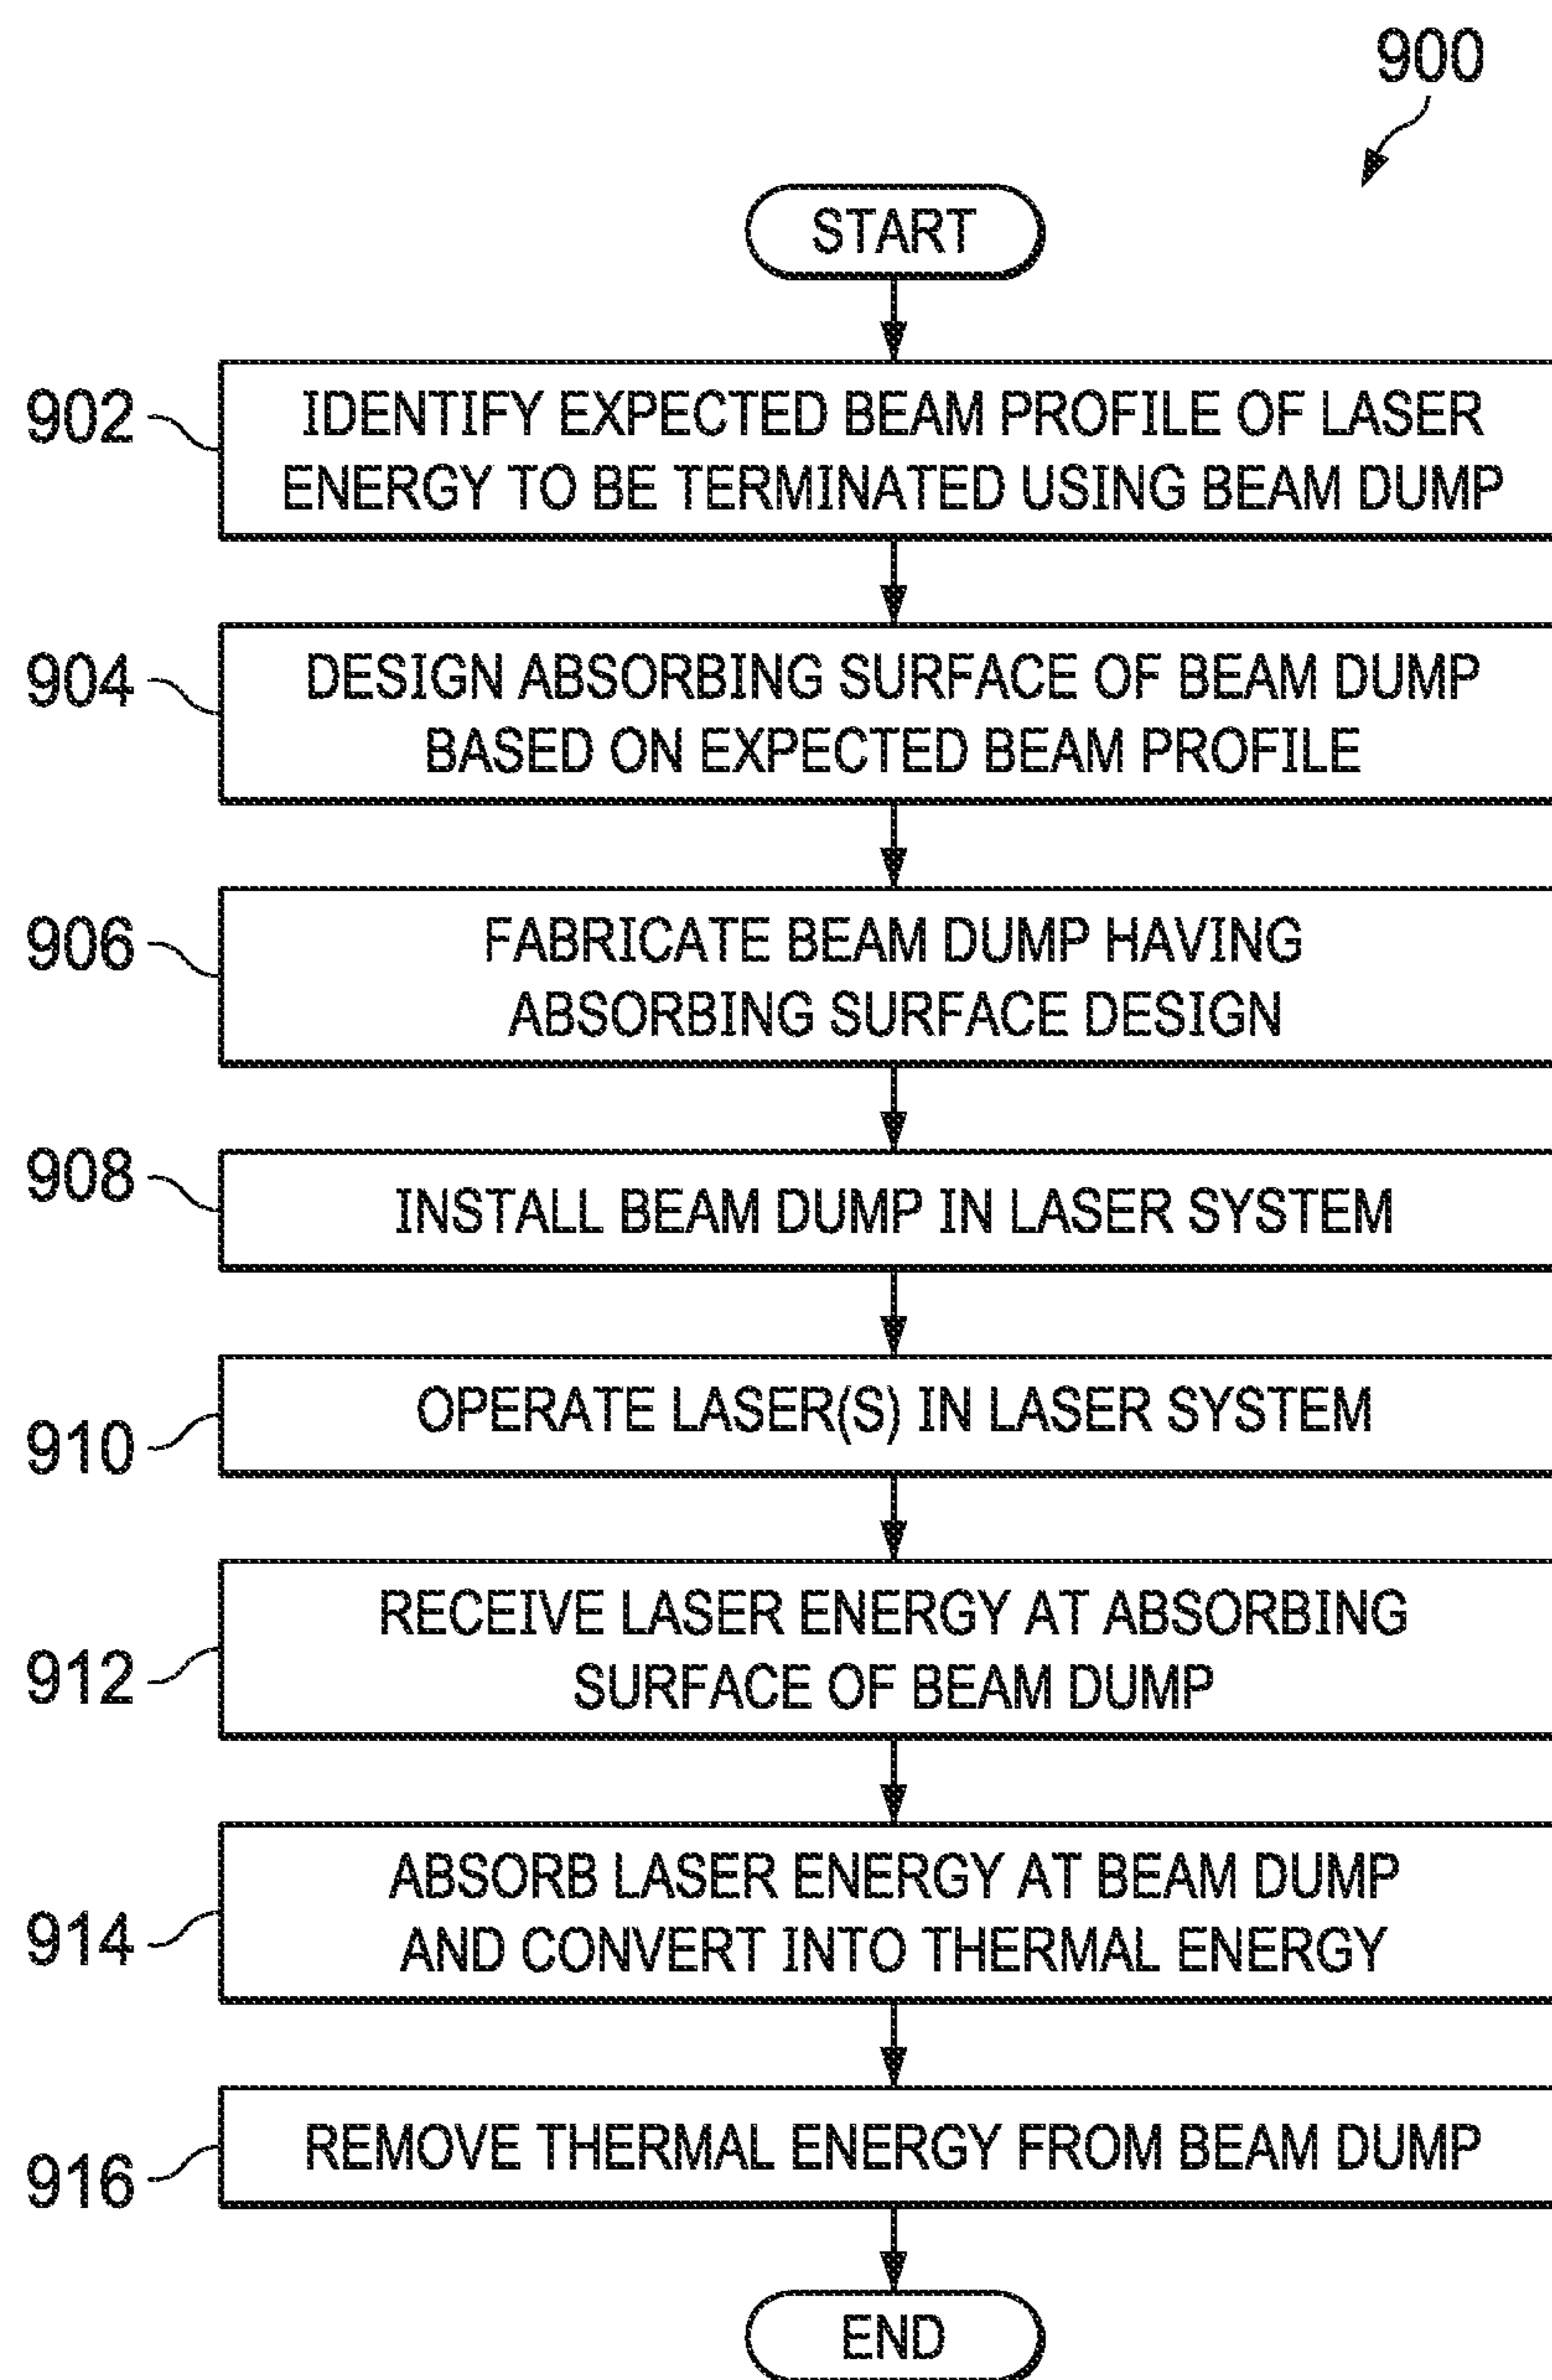 900
START
902
IDENTIFY EXPECTED BEAM PROFILE OF LASER
ENERGY TO BE TERMINATED USING BEAM DUMP
904
DESIGN ABSORBING SURFACE OF BEAM DUMP
BASED ON EXPECTED BEAM PROFILE
906
FABRICATE BEAM DUMP HAVING
ABSORBING SURFACE DESIGN
908
INSTALL BEAM DUMP IN LASER SYSTEM
910
OPERATE LASER(S) IN LASER SYSTEM
912
RECEIVE LASER ENERGY AT ABSORBING
SURFACE OF BEAM DUMP
914
ABSORB LASER ENERGY AT BEAM DUMP
AND CONVERT INTO THERMAL ENERGY
916
REMOVE THERMAL ENERGY FROM BEAM DUMP
END